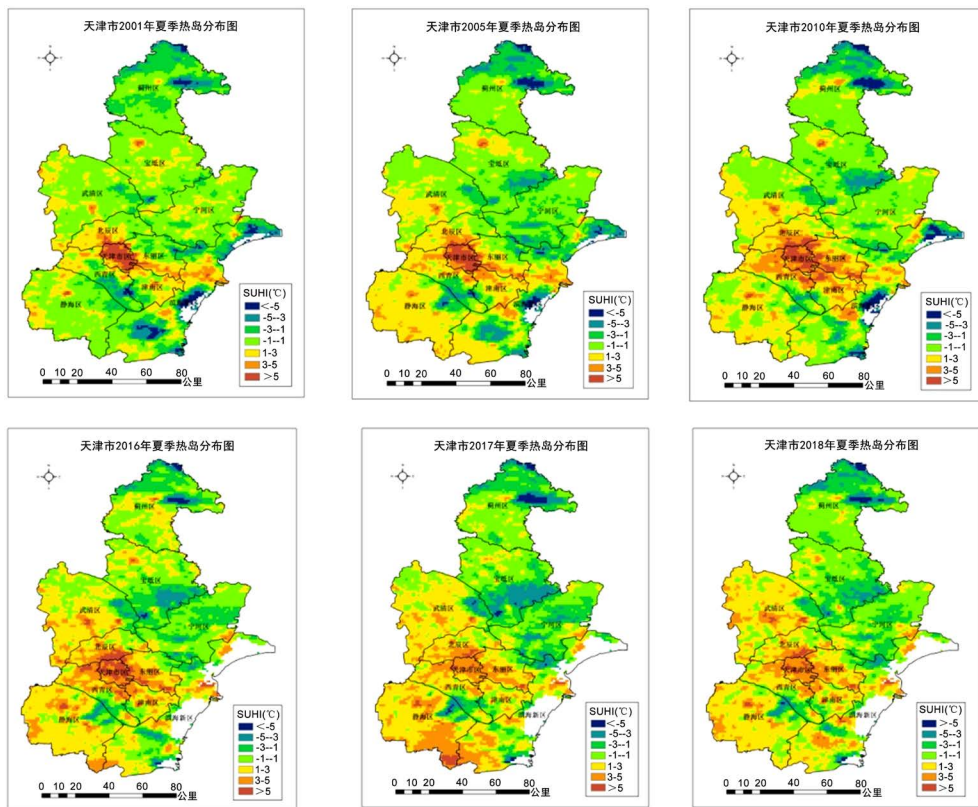 天津市2001年夏季热岛分布图
蓟州区
宝坻区
武清区
宁河区
北辰区
天津市区
东丽区
西青区
津南区
静海区
SUHI(℃)
<-5
-5--3
-3--1
-1--1
1-3
3-5
>5
0 10 20 40 60 80
公里
天津市2005年夏季热岛分布图
蓟州区
宝坻区
武清区
宁河区
北辰区
天津市区
东丽区
西青区
津南区
静海区
SUHI(℃)
<-5
-5--3
-3--1
-1--1
1-3
3-5
>5
0 10 20 40 60 80
公里
天津市2010年夏季热岛分布图
蓟州区
宝坻区
武清区
宁河区
北辰区
天津市区
东丽区
西青区
津南区
静海区
SUHI(℃)
<-5
-5--3
-3--1
-1--1
1-3
3-5
>5
0 10 20 40 60 80
公里
天津市2016年夏季热岛分布图
蓟州区
宝坻区
武清区
宁河区
北辰区
天津市区
东丽区
西青区
津南区
静海区
SUHI(℃)
<-5
-5--3
-3--1
-1--1
1-3
3-5
>5
0 10 20 40 60 80
公里
天津市2017年夏季热岛分布图
蓟州区
宝坻区
武清区
宁河区
北辰区
天津市区
东丽区
西青区
津南区
静海区
SUHI(℃)
<-5
-5--3
-3--1
-1--1
1-3
3-5
>5
0 10 20 40 60 80
公里
天津市2018年夏季热岛分布图
蓟州区
宝坻区
武清区
宁河区
北辰区
天津市区
东丽区
西青区
津南区
静海区
SUHI(℃)
>-5
-5--3
-3--1
-1--1
1-3
3-5
>5
0 10 20 40 60 80
公里